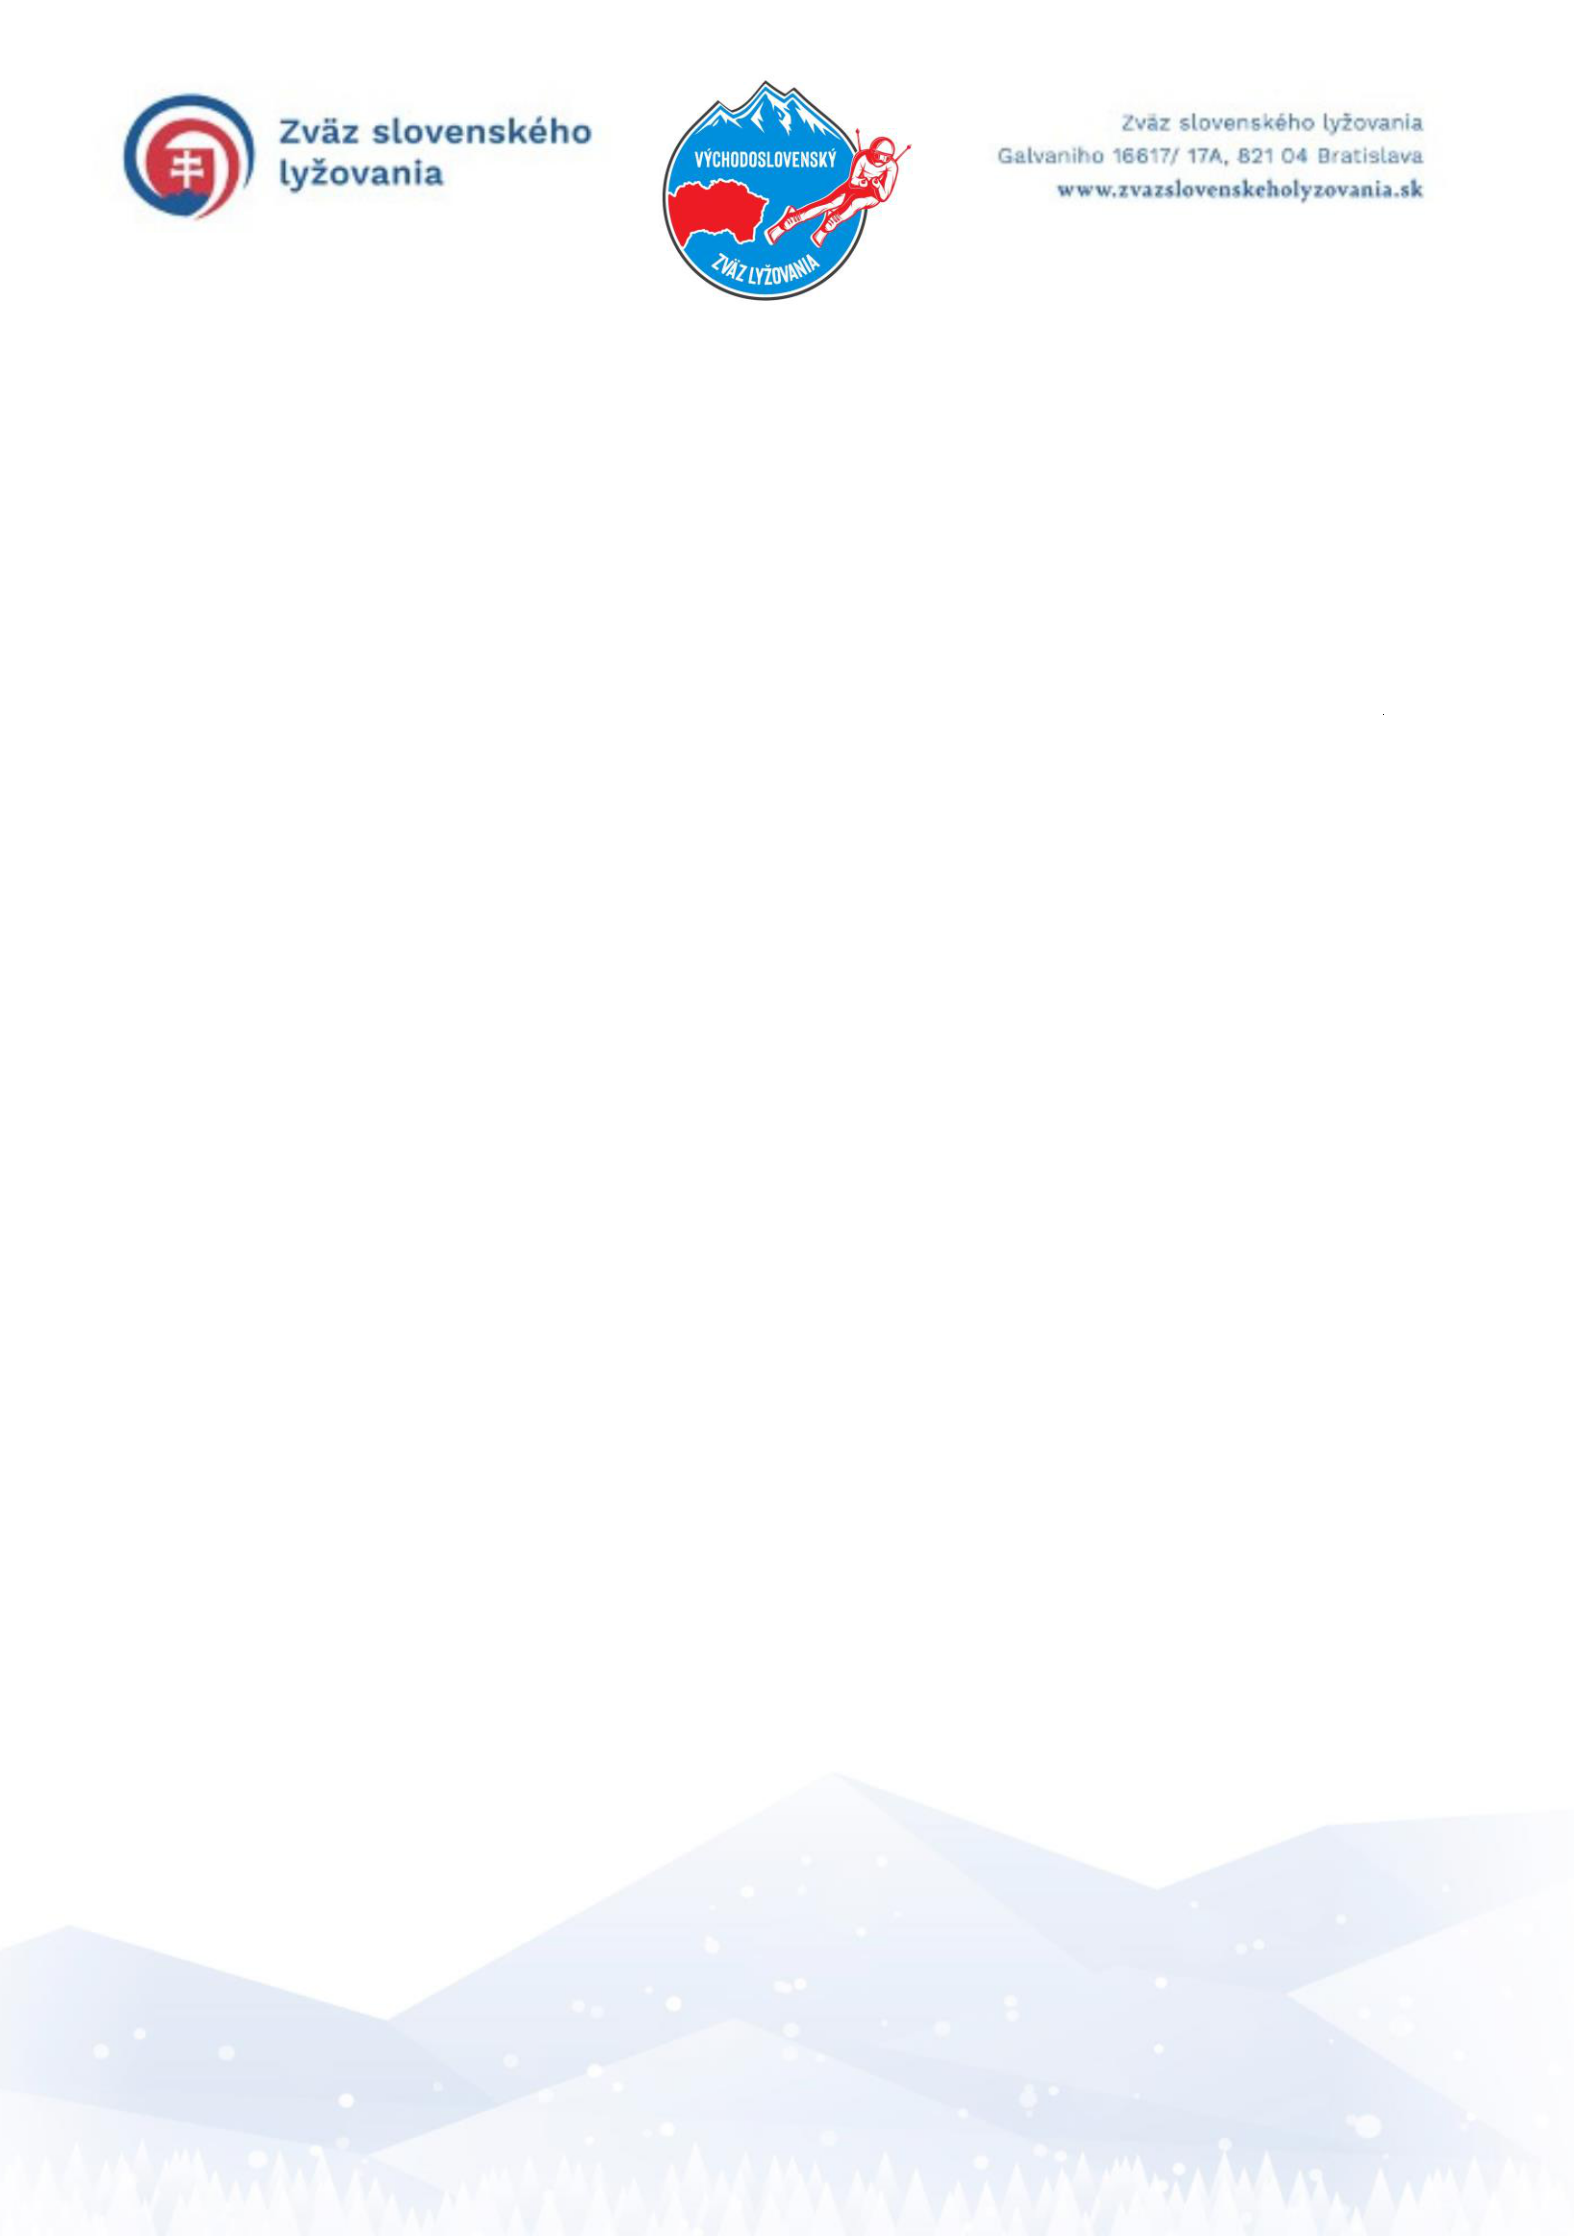 Zväz slovenského
lyžovania
VÝCHODOSLOVENSKÝ
ZVÄZ LYŽOVANIA
Zväz slovenského lyžovania
Galvaniho 16617/ 17A, 821 04 Bratislava
www.zvazslovenskeholyzovania.sk